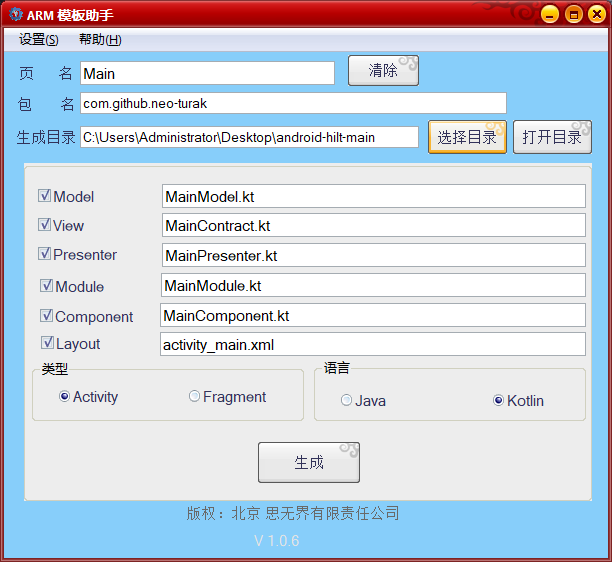 ARM 模板助手
设置(S) 帮助(H)
页 名 Main 清除
包 名 com.github.neo-turak
生成目录 C:\Users\Administrator\Desktop\android-hilt-main 选择目录 打开目录
Model MainModel.kt
View MainContract.kt
Presenter MainPresenter.kt
Module MainModule.kt
Component MainComponent.kt
Layout activity_main.xml
类型 语言
Activity Fragment Java Kotlin
生成
版权：北京 思无界有限责任公司
V 1.0.6